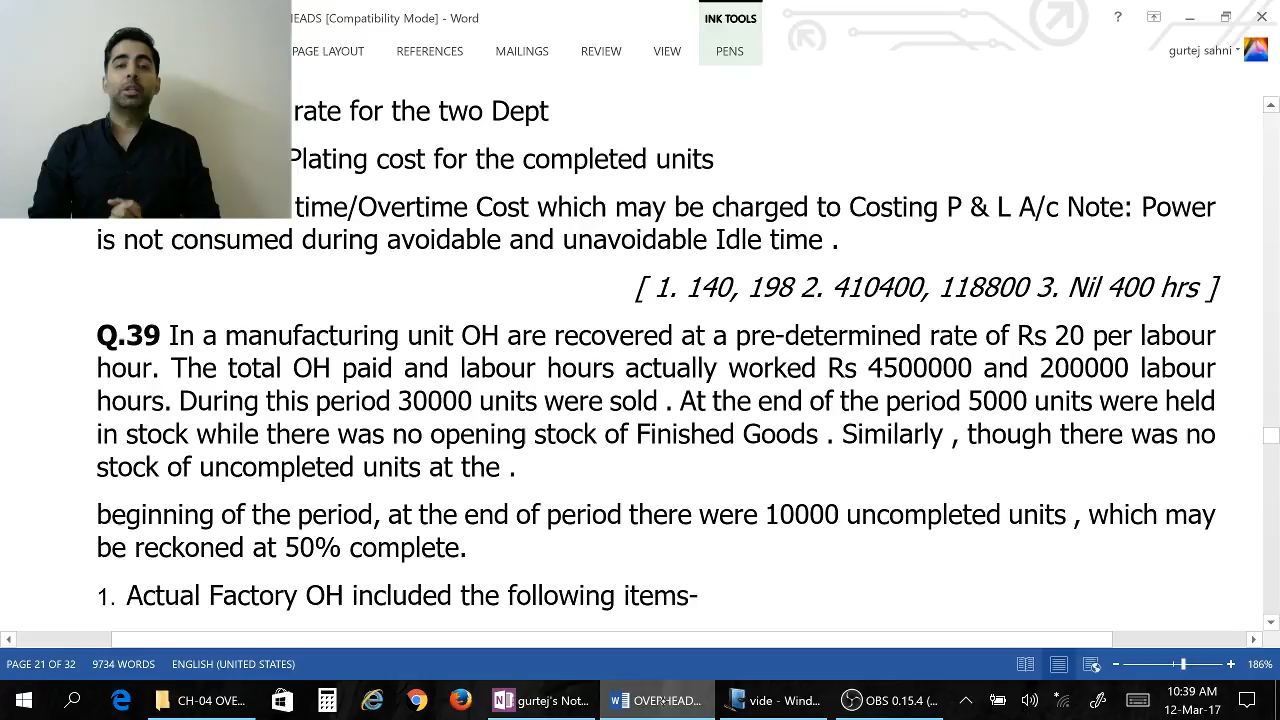 EADS [Compatibility Mode] - Word
INK TOOLS
?
PAGE LAYOUT REFERENCES MAILINGS REVIEW VIEW PENS
gurtej sahni
rate for the two Dept
Plating cost for the completed units
time/Overtime Cost which may be charged to Costing P & L A/c Note: Power
is not consumed during avoidable and unavoidable Idle time .
[ 1. 140, 198 2. 410400, 118800 3. Nil 400 hrs ]
Q.39 In a manufacturing unit OH are recovered at a pre-determined rate of Rs 20 per labour
hour. The total OH paid and labour hours actually worked Rs 4500000 and 200000 labour
hours. During this period 30000 units were sold . At the end of the period 5000 units were held
in stock while there was no opening stock of Finished Goods . Similarly , though there was no
stock of uncompleted units at the .
beginning of the period, at the end of period there were 10000 uncompleted units , which may
be reckoned at 50% complete.
1. Actual Factory OH included the following items-
PAGE 21 OF 32 9734 WORDS ENGLISH (UNITED STATES) 186%
CH-04 OVE... gurtej's Not... OVERHEAD... vide - Wind... OBS 0.15.4 (... 10:39 AM
12-Mar-17